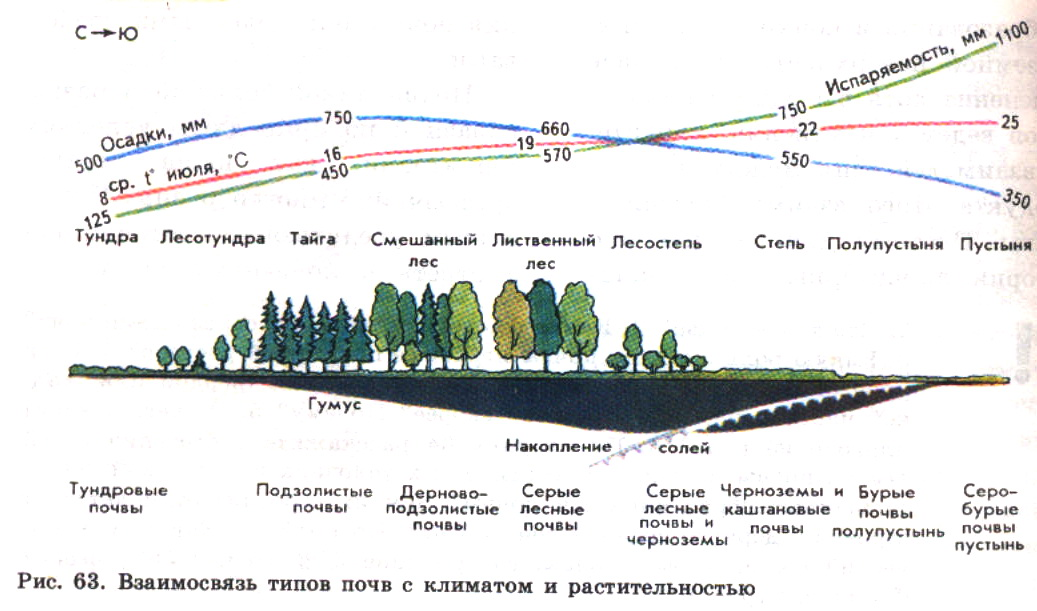 С→Ю
Осадки, мм
500
750
660
550
350
ср. t° июля, °С
8
16
19
22
25
Испаряемость, мм
125
450
570
750
1100
Тундра Лесотундра Тайга Смешанный лес Лиственный лес Лесостепь Степь Полупустыня Пустыня
Гумус
Накопление солей
Тундровые
почвы
Подзолистые
почвы
Дерново-
подзолистые
почвы
Серые
лесные
почвы
Серые
лесные
почвы и
черноземы
Черноземы и
каштановые
почвы
Бурые
почвы
полупустынь
Серо-
бурые
почвы
пустынь
Рис. 63. Взаимосвязь типов почв с климатом и растительностью